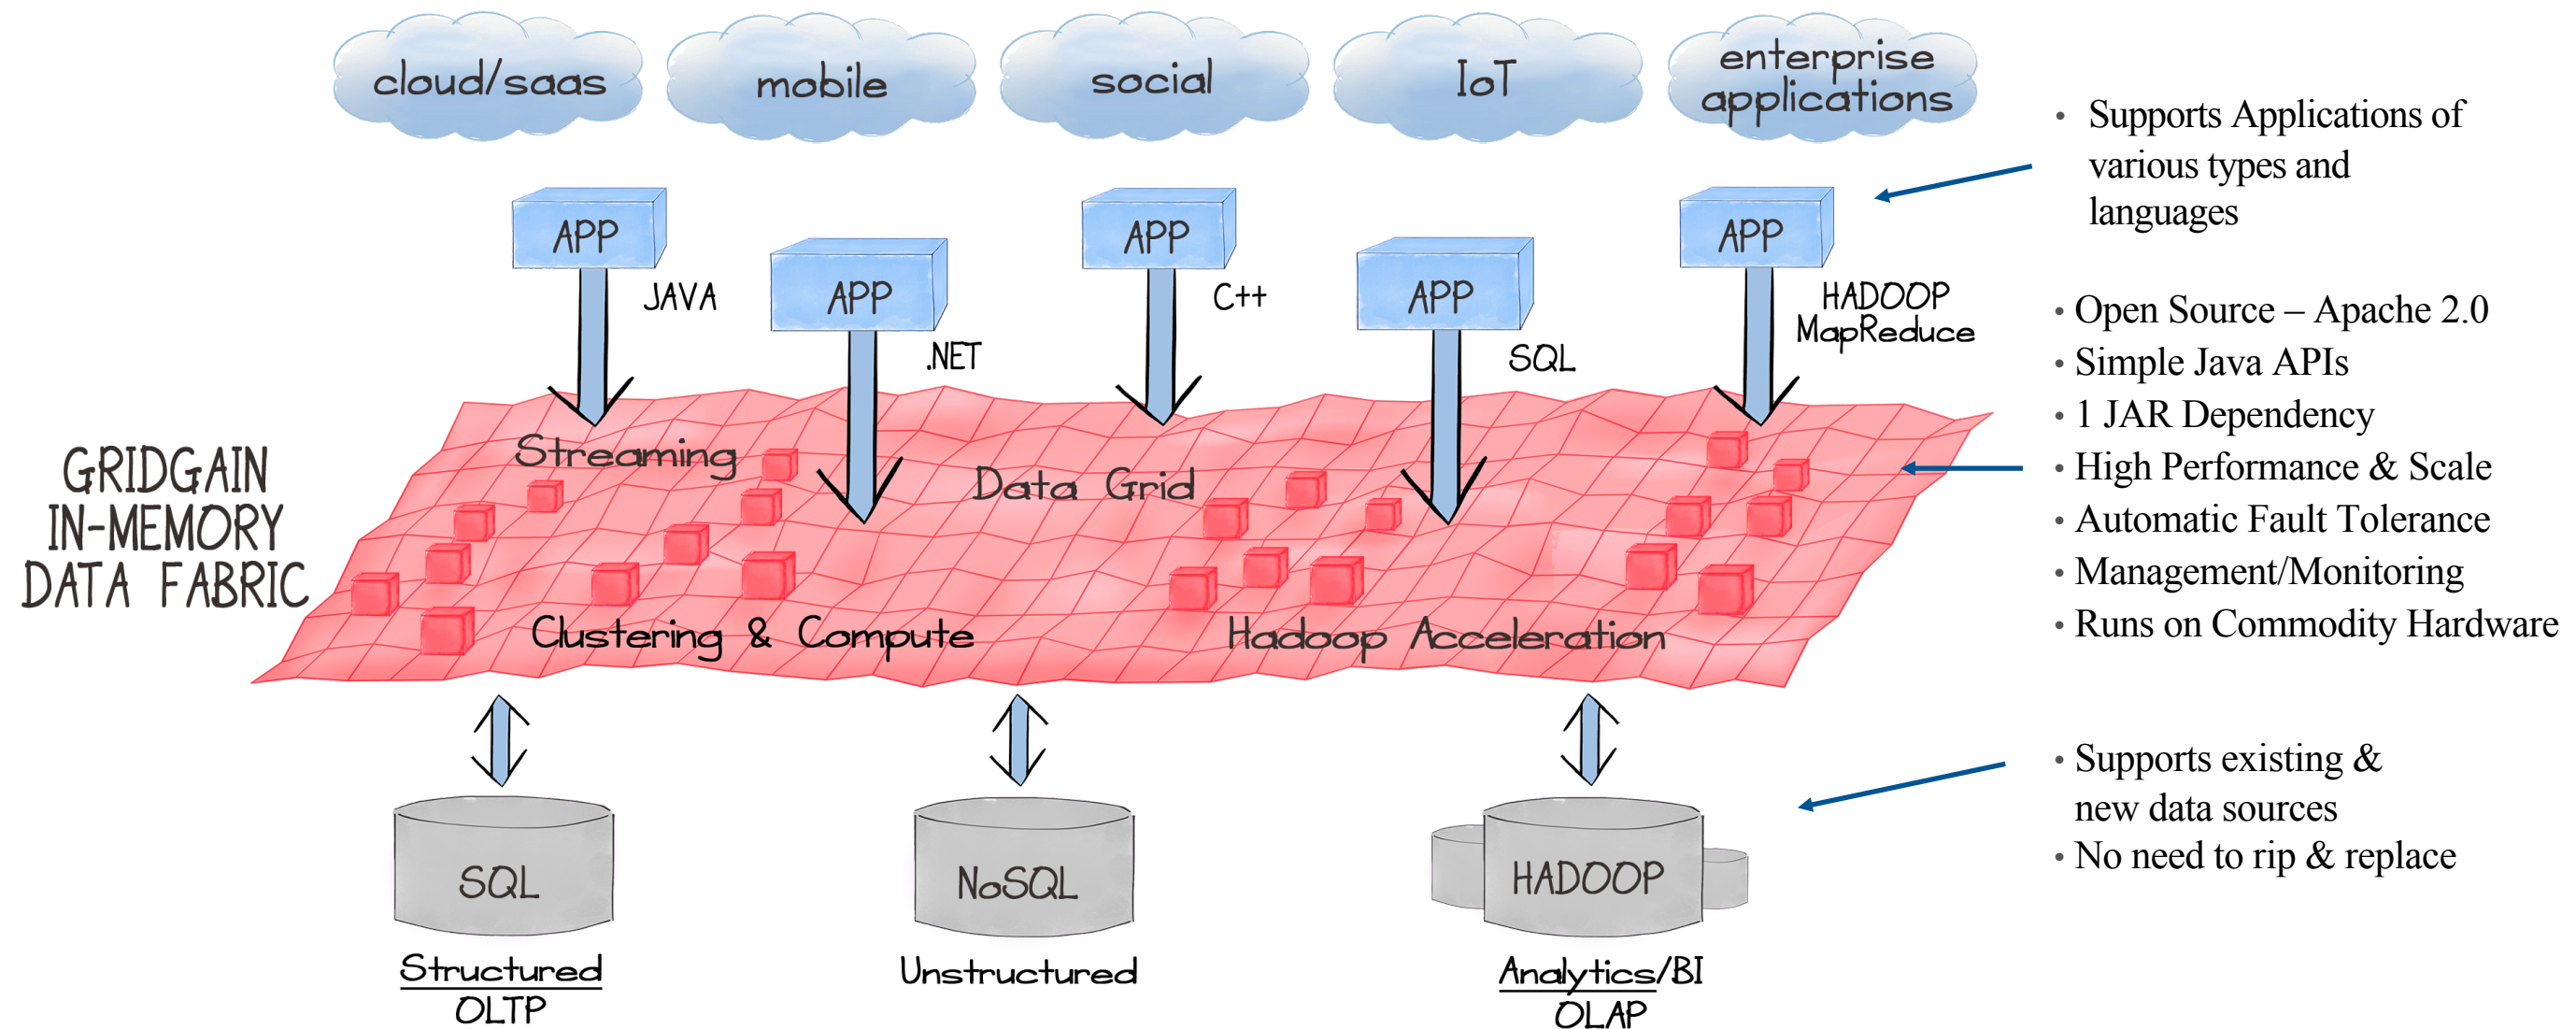 cloud/saas
mobile
social
IoT
enterprise
applications
APP
JAVA
APP
.NET
APP
C++
APP
SQL
APP
HADOOP
MapReduce
GRIDGAIN
IN-MEMORY
DATA FABRIC
Streaming
Data Grid
Clustering & Compute
Hadoop Acceleration
SQL
Structured
OLTP
NoSQL
Unstructured
HADOOP
Analytics/BI
OLAP
• Supports Applications of
various types and
languages
• Open Source – Apache 2.0
• Simple Java APIs
• 1 JAR Dependency
• High Performance & Scale
• Automatic Fault Tolerance
• Management/Monitoring
• Runs on Commodity Hardware
• Supports existing &
new data sources
• No need to rip & replace